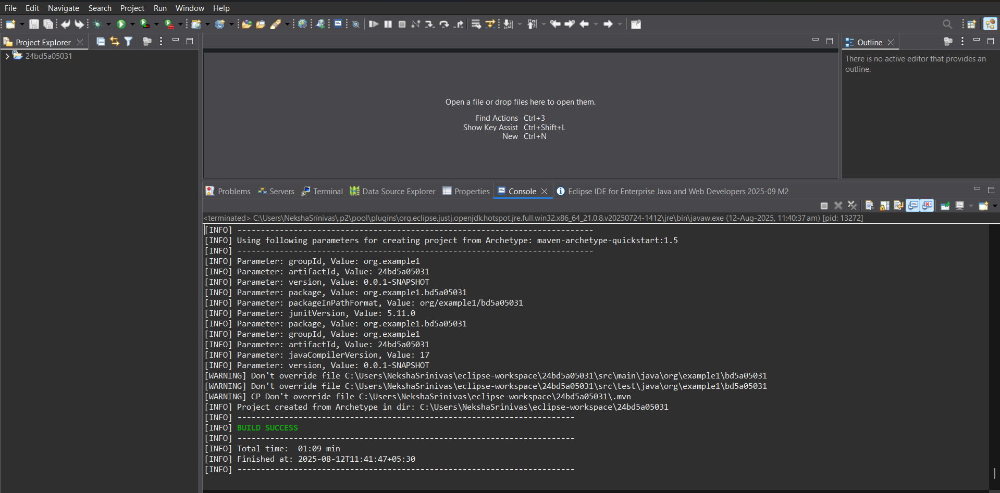 File Edit Navigate Search Project Run Window Help
Project Explorer
24bd5a05031
Open a file or drop files here to open them.
Find Actions Ctrl+3
Show Key Assist Ctrl+Shift+L
New Ctrl+N
Outline
There is no active editor that provides an
outline.
Problems Servers Terminal Data Source Explorer Properties Console Eclipse IDE for Enterprise Java and Web Developers 2025-09 M2
<terminated> C:\Users\NekshaSrinivas\.p2\pool\plugins\org.eclipse.justj.openjdk.hotspot.jre.full.win32.x86_64_21.0.8.v20250724-1412\jre\bin\javaw.exe (12-Aug-2025, 11:40:37 am) [pid: 13272]
[INFO] ----------------------------------------------------------------------------
[INFO] Using following parameters for creating project from Archetype: maven-archetype-quickstart:1.5
[INFO] ----------------------------------------------------------------------------
[INFO] Parameter: groupId, Value: org.example1
[INFO] Parameter: artifactId, Value: 24bd5a05031
[INFO] Parameter: version, Value: 0.0.1-SNAPSHOT
[INFO] Parameter: package, Value: org.example1.bd5a05031
[INFO] Parameter: packageInPathFormat, Value: org/example1/bd5a05031
[INFO] Parameter: junitVersion, Value: 5.11.0
[INFO] Parameter: package, Value: org.example1.bd5a05031
[INFO] Parameter: groupId, Value: org.example1
[INFO] Parameter: artifactId, Value: 24bd5a05031
[INFO] Parameter: javaCompilerVersion, Value: 17
[INFO] Parameter: version, Value: 0.0.1-SNAPSHOT
[WARNING] Don't override file C:\Users\NekshaSrinivas\eclipse-workspace\24bd5a05031\src\main\java\org\example1\bd5a05031
[WARNING] Don't override file C:\Users\NekshaSrinivas\eclipse-workspace\24bd5a05031\src\test\java\org\example1\bd5a05031
[WARNING] CP Don't override file C:\Users\NekshaSrinivas\eclipse-workspace\24bd5a05031\.mvn
[INFO] Project created from Archetype in dir: C:\Users\NekshaSrinivas\eclipse-workspace\24bd5a05031
[INFO] ------------------------------------------------------------------------
[INFO] BUILD SUCCESS
[INFO] ------------------------------------------------------------------------
[INFO] Total time:  01:09 min
[INFO] Finished at: 2025-08-12T11:41:47+05:30
[INFO] ------------------------------------------------------------------------